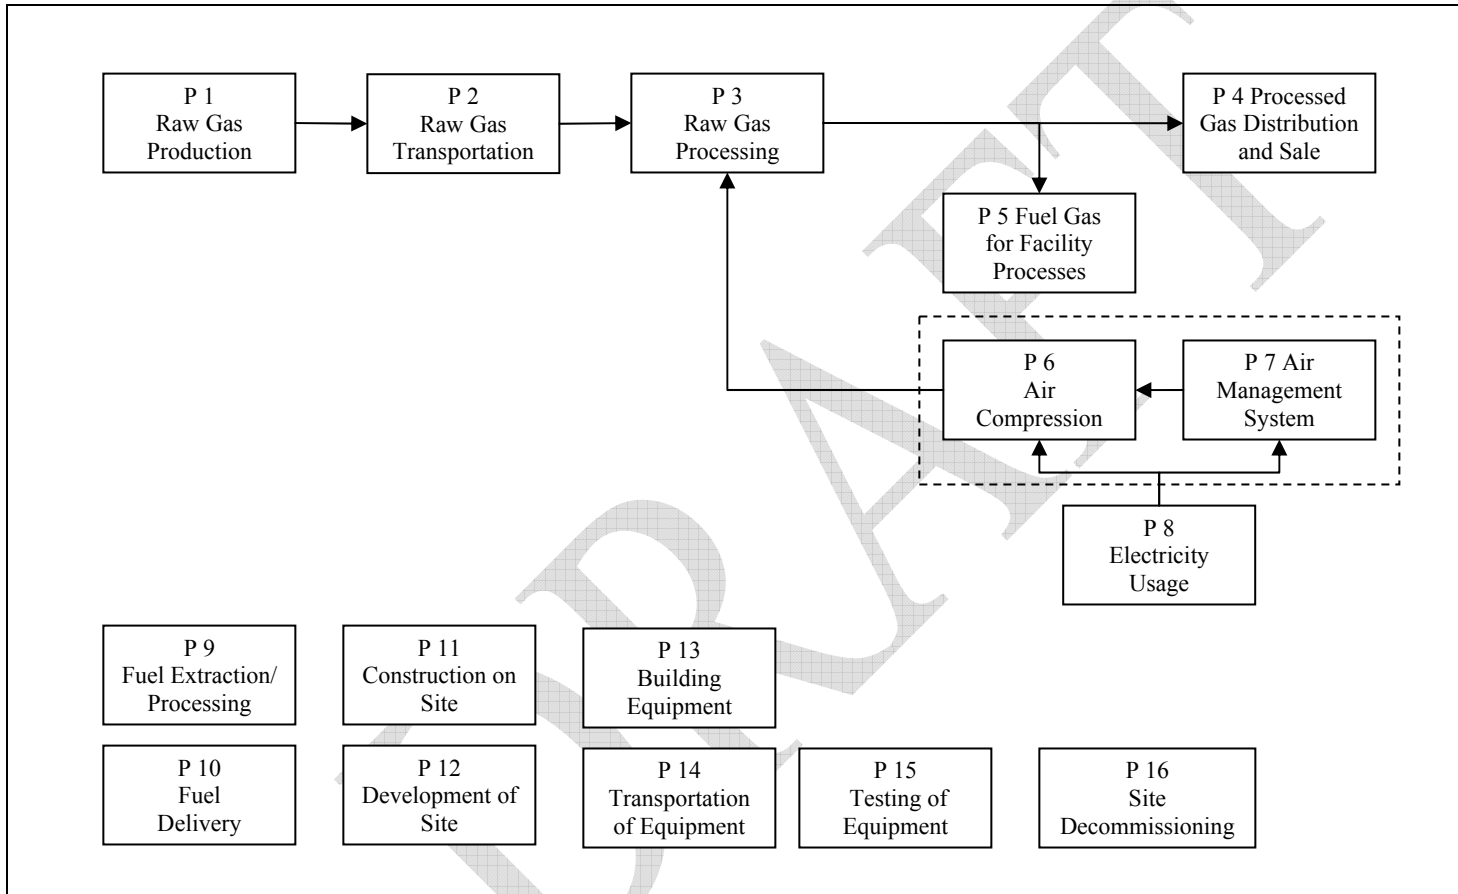 P 1
Raw Gas
Production
P 2
Raw Gas
Transportation
P 3
Raw Gas
Processing
P 4 Processed
Gas Distribution
and Sale
P 5 Fuel Gas
for Facility
Processes
P 6
Air
Compression
P 7 Air
Management
System
P 8
Electricity
Usage
P 9
Fuel Extraction/
Processing
P 11
Construction on
Site
P 13
Building
Equipment
P 10
Fuel
Delivery
P 12
Development of
Site
P 14
Transportation
of Equipment
P 15
Testing of
Equipment
P 16
Site
Decommissioning
DRAFT